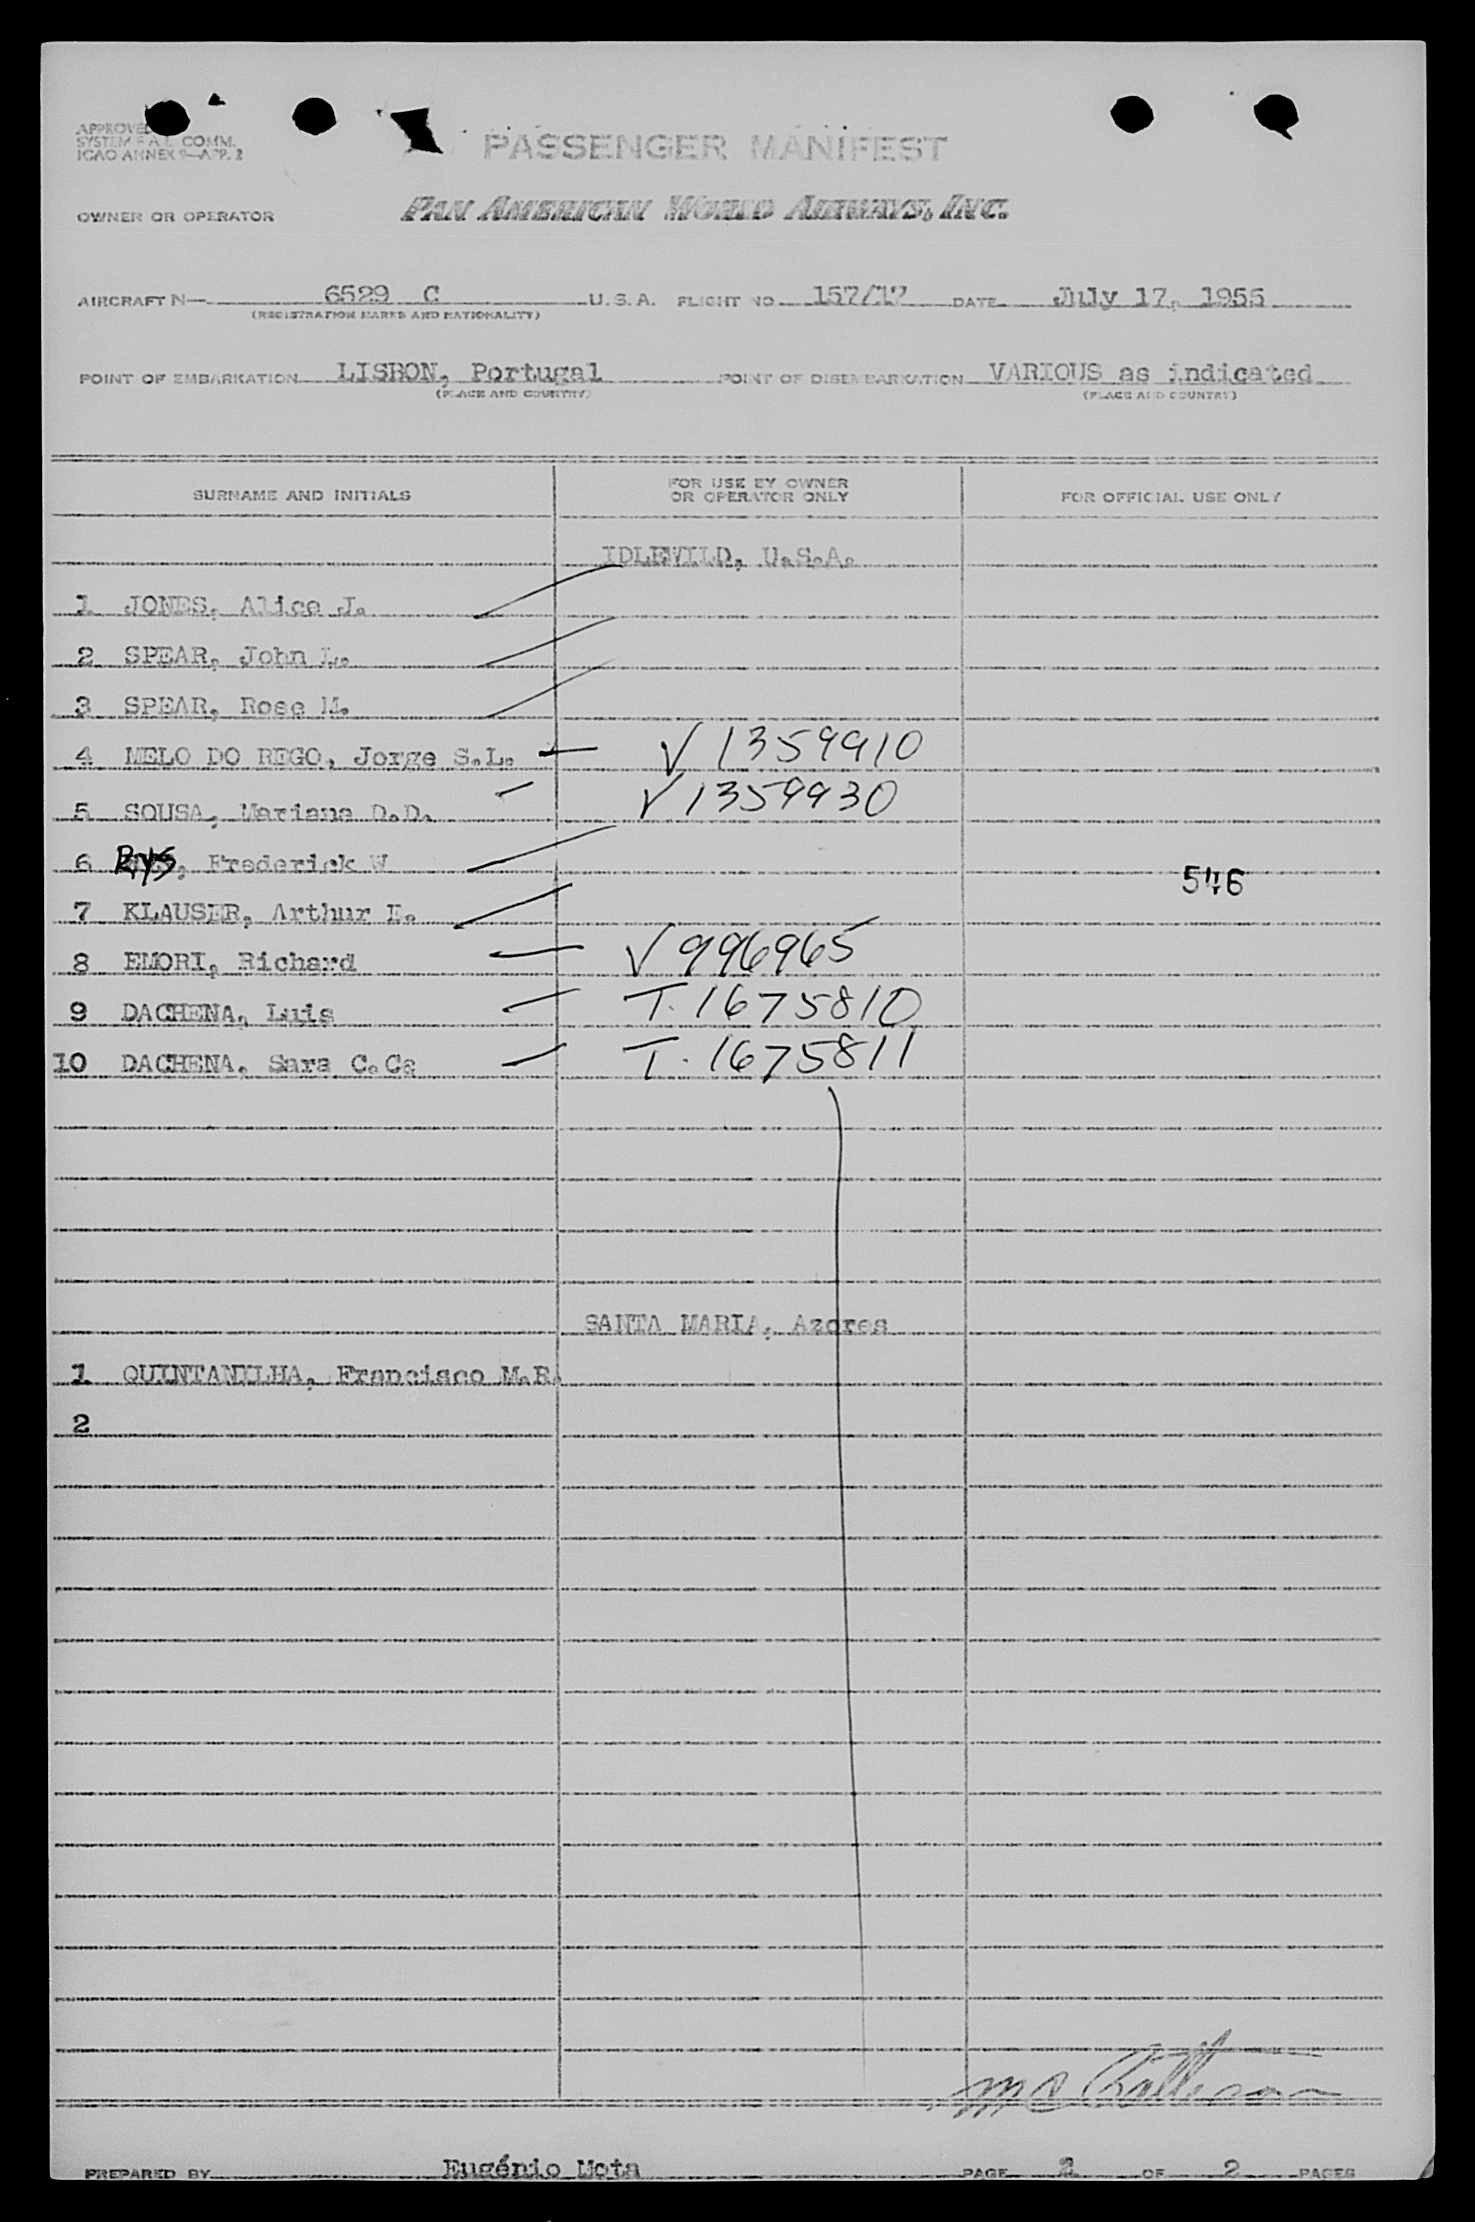 APPROVED
SYSTEM F.A.L. COMM.
ICAO ANNEX 9—APP. 2
PASSENGER MANIFEST
OWNER OR OPERATOR PAN AMERICAN WORLD AIRWAYS, INC.
AIRCRAFT N— 6529 C U.S.A. FLIGHT NO. 157/17 DATE July 17, 1955
(REGISTRATION MARKS AND NATIONALITY)
POINT OF EMBARKATION LISBON, Portugal POINT OF DISEMBARKATION VARIOUS as indicated
(PLACE AND COUNTRY) (PLACE AND COUNTRY)
SURNAME AND INITIALS FOR USE BY OWNER OR OPERATOR ONLY FOR OFFICIAL USE ONLY
IDLEWILD, U.S.A.
1 JONES, Alice J.
2 SPEAR, John L.
3 SPEAR, Rose M.
4 MELO DO REGO, Jorge S.L. — V 1359910
5 SOUSA, Mariana D.D. — V 1359930
6 Rys, Frederick W
546
7 KLAUSER, Arthur E.
8 EMORI, Richard — V 996965
9 DACHENA, Luis — T. 1675810
10 DACHENA, Sara C.C. — T. 1675811
SANTA MARIA, Azores
1 QUINTANILHA, Francisco M.R.
2
PREPARED BY Eugénio Mota PAGE 2 OF 2 PAGES